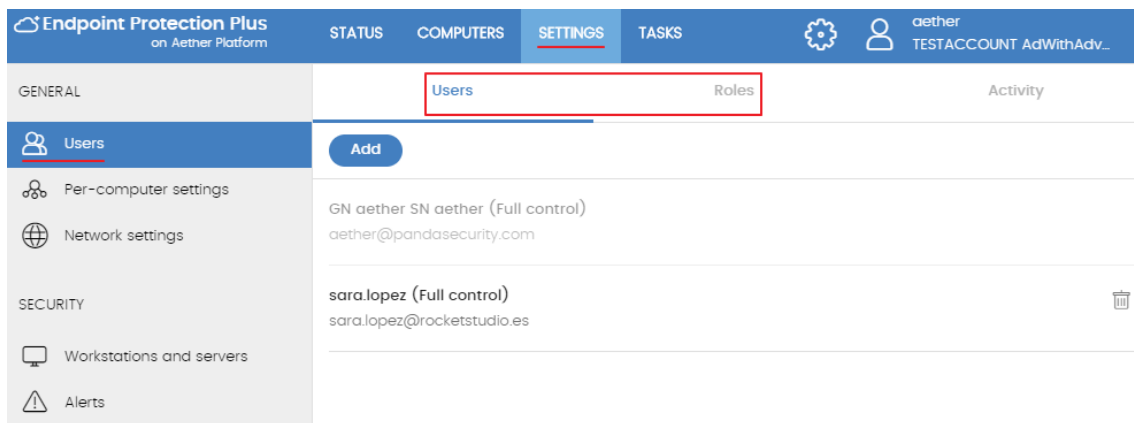 Endpoint Protection Plus
on Aether Platform
STATUS
COMPUTERS
SETTINGS
TASKS
aether
TESTACCOUNT AdWithAdv...
GENERAL
Users
Per-computer settings
Network settings
SECURITY
Workstations and servers
Alerts
Users
Roles
Activity
Add
GN aether SN aether (Full control)
aether@pandasecurity.com
sara.lopez (Full control)
sara.lopez@rocketstudio.es